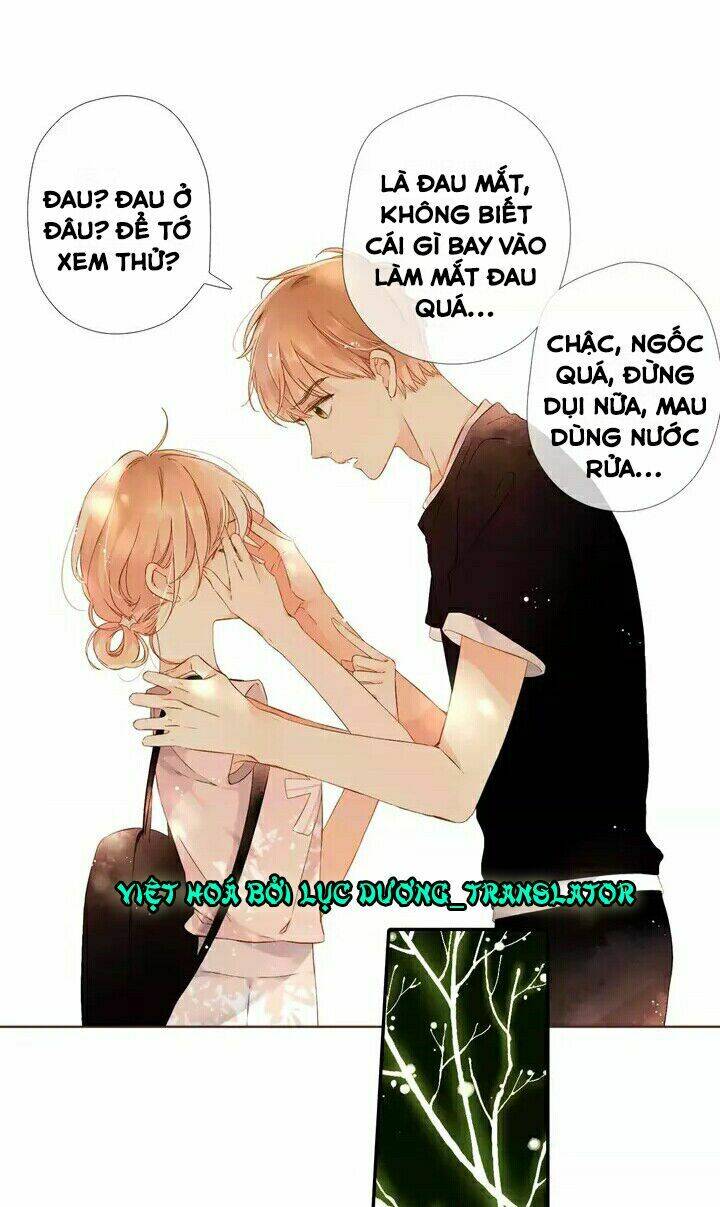 ĐAU? ĐAU Ở
ĐÂU? ĐỂ TỚ
XEM THỬ?
LÀ ĐAU MẮT,
KHÔNG BIẾT
CÁI GÌ BAY VÀO
LÀM MẮT ĐAU
QUÁ...
CHẬC, NGỐC
QUÁ, ĐỪNG
DỤI NỮA, MAU
DÙNG NƯỚC
RỬA...
VIỆT HOÁ BỞI LỤC DƯƠNG_TRANSLATOR